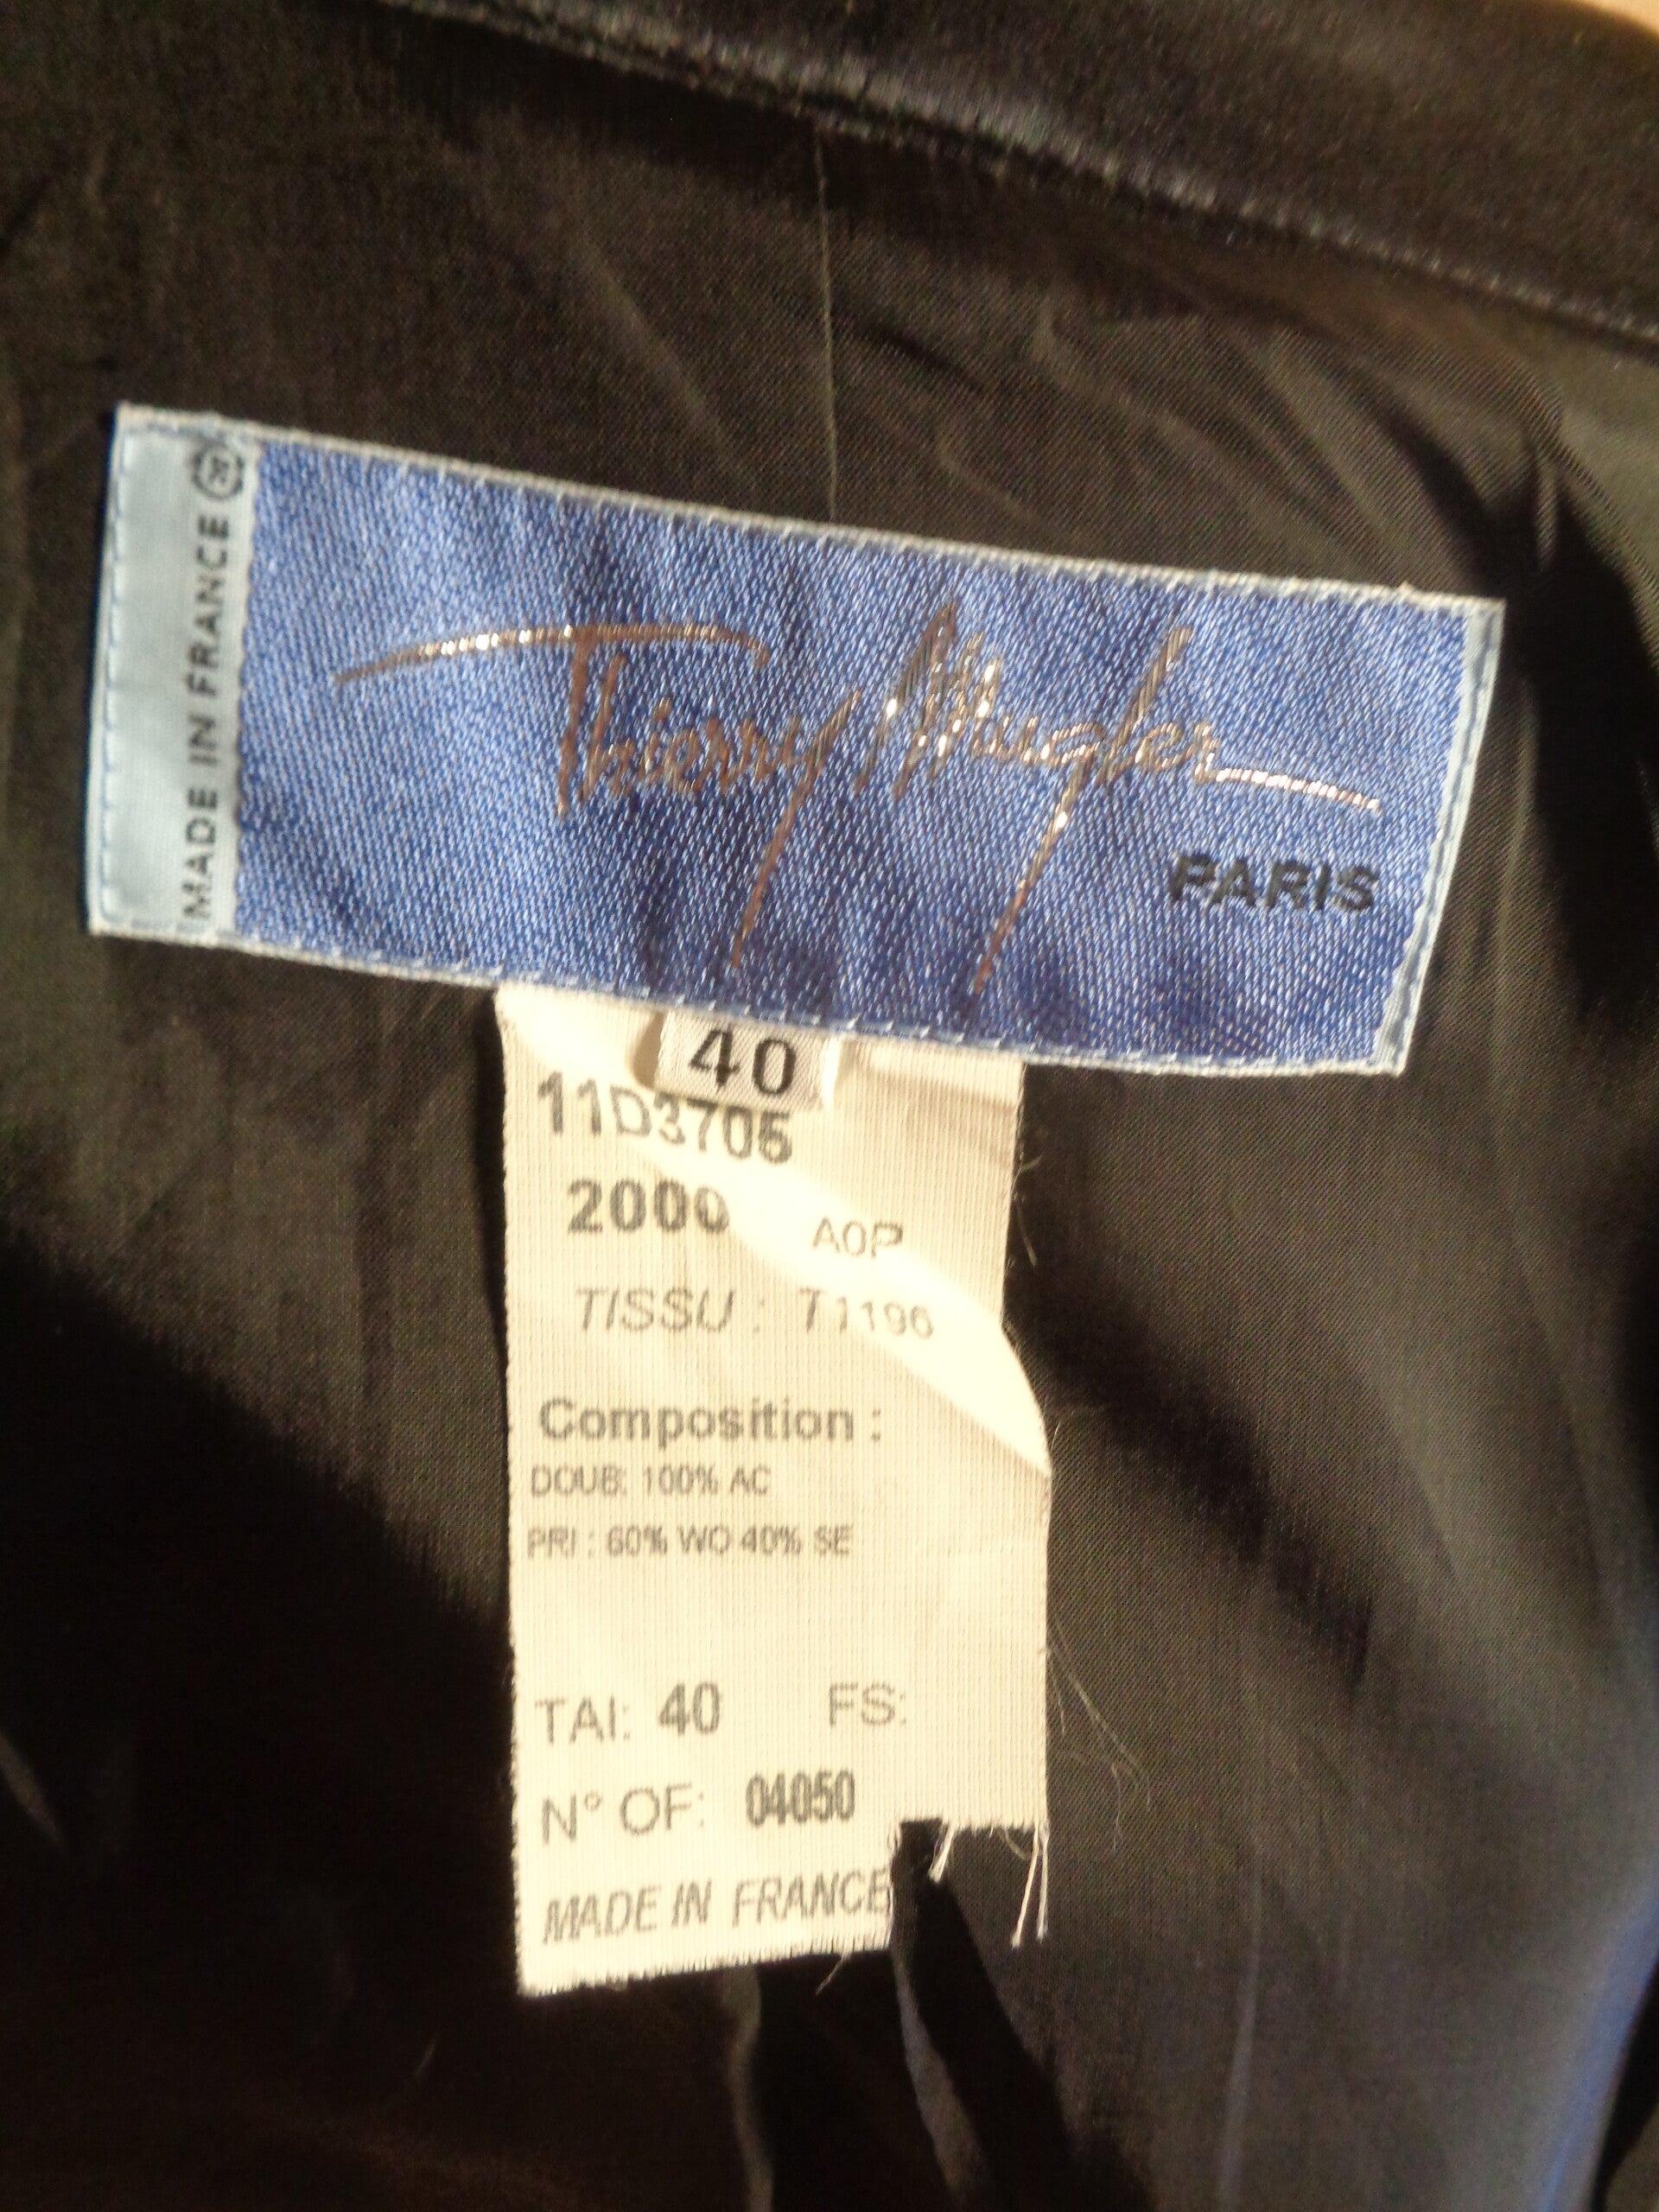 MADE IN FRANCE ®
Thierry Mugler
PARIS
40
11D3705
2000 A0P
TISSU : T1196
Composition :
DOUB: 100% AC
PRI : 60% WO 40% SE
TAI: 40 FS:
N° OF: 04050
MADE IN FRANCE